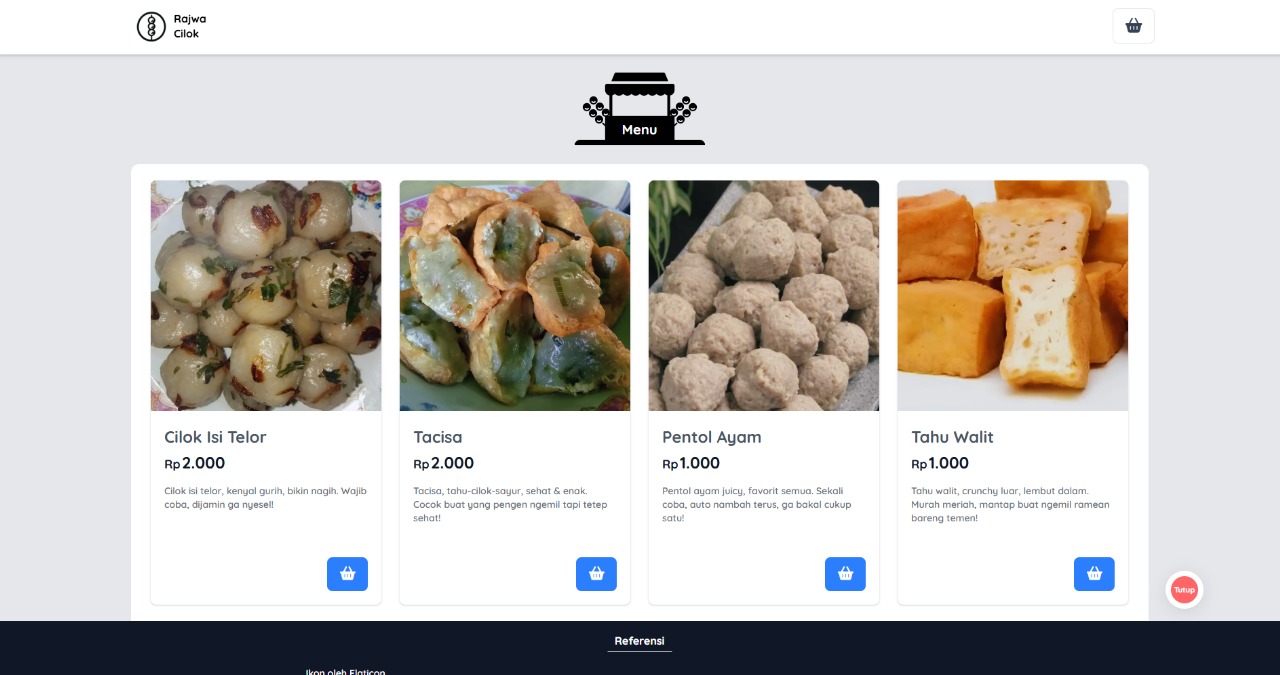 Rajwa
Cilok
Menu
Cilok Isi Telor
Rp 2.000
Cilok isi telor, kenyal gurih, bikin nagih. Wajib
coba, dijamin ga nyesel!
Tacisa
Rp 2.000
Tacisa, tahu-cilok-sayur, sehat & enak.
Cocok buat yang pengen ngemil tapi tetep
sehat!
Pentol Ayam
Rp 1.000
Pentol ayam juicy, favorit semua. Sekali
coba, auto nambah terus, ga bakal cukup
satu!
Tahu Walit
Rp 1.000
Tahu walit, crunchy luar, lembut dalam.
Murah meriah, mantap buat ngemil ramean
bareng temen!
Tutup
Referensi
Ikon oleh Flaticon